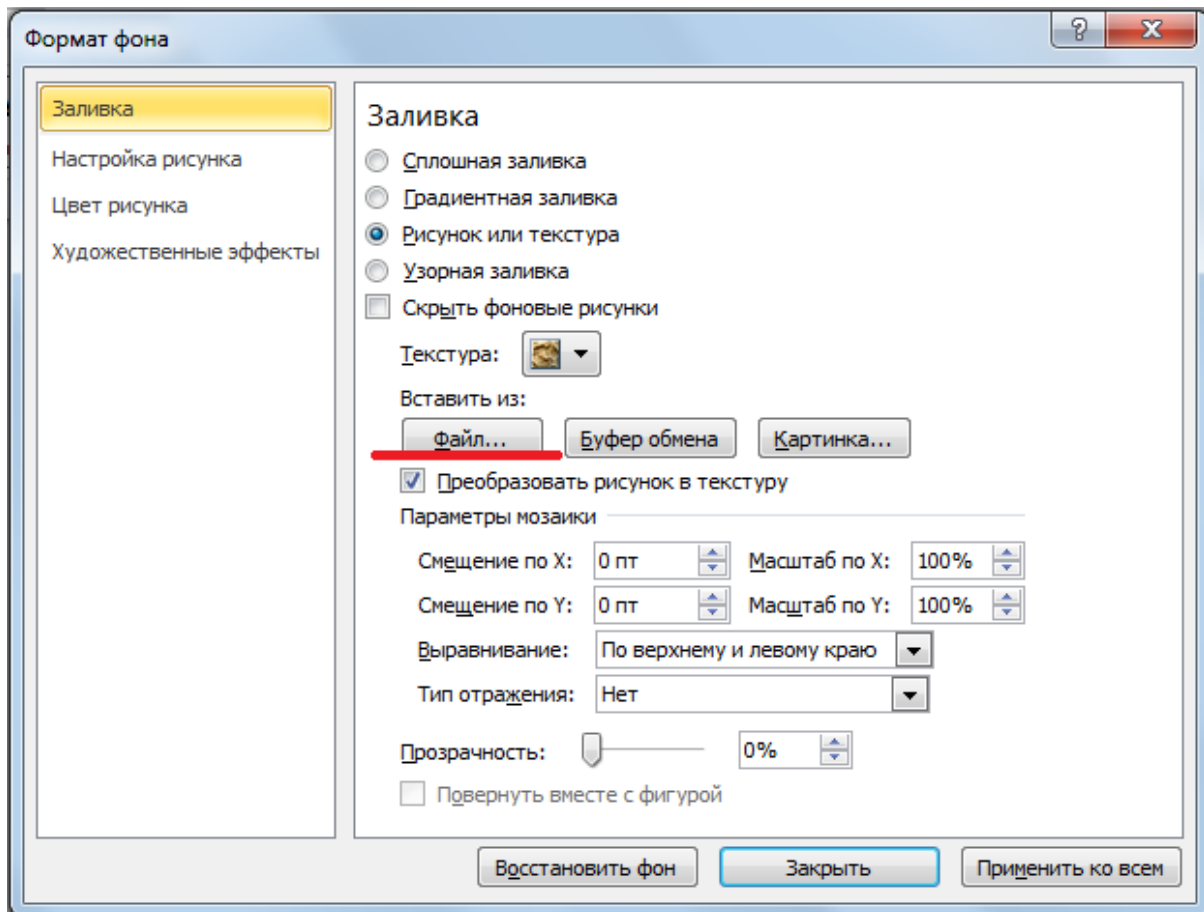 Формат фона
Заливка
Настройка рисунка
Цвет рисунка
Художественные эффекты
Заливка
Сплошная заливка
Градиентная заливка
Рисунок или текстура
Узорная заливка
Скрыть фоновые рисунки
Текстура:
Вставить из:
Файл... Буфер обмена Картинка...
Преобразовать рисунок в текстуру
Параметры мозаики
Смещение по X: 0 пт Масштаб по X: 100%
Смещение по Y: 0 пт Масштаб по Y: 100%
Выравнивание: По верхнему и левому краю
Тип отражения: Нет
Прозрачность: 0%
Повернуть вместе с фигурой
Восстановить фон Закрыть Применить ко всем